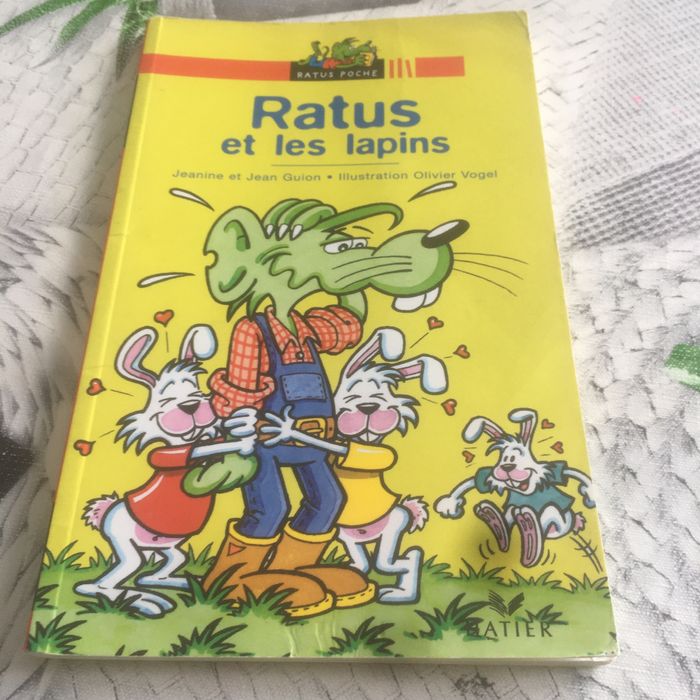 RATUS POCHE
Ratus
et les lapins
Jeanine et Jean Guion • Illustration Olivier Vogel
HATIER